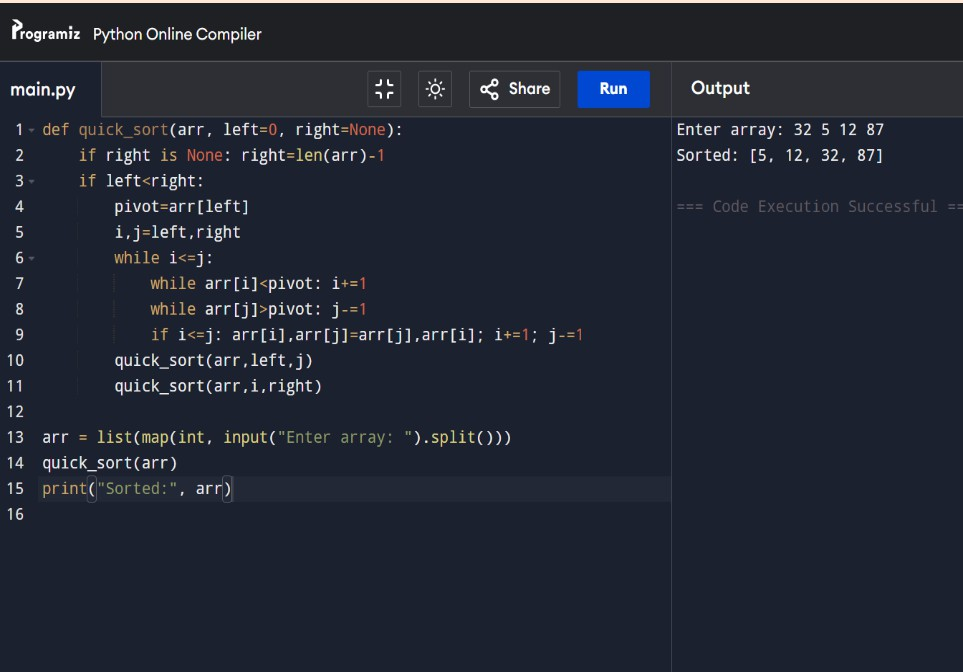 Programiz Python Online Compiler
main.py Share Run Output
1 def quick_sort(arr, left=0, right=None):
2     if right is None: right=len(arr)-1
3     if left<right:
4         pivot=arr[left]
5         i,j=left,right
6         while i<=j:
7             while arr[i]<pivot: i+=1
8             while arr[j]>pivot: j-=1
9             if i<=j: arr[i],arr[j]=arr[j],arr[i]; i+=1; j-=1
10         quick_sort(arr,left,j)
11         quick_sort(arr,i,right)
12
13 arr = list(map(int, input("Enter array: ").split()))
14 quick_sort(arr)
15 print("Sorted:", arr)
16
Enter array: 32 5 12 87
Sorted: [5, 12, 32, 87]
=== Code Execution Successful ==